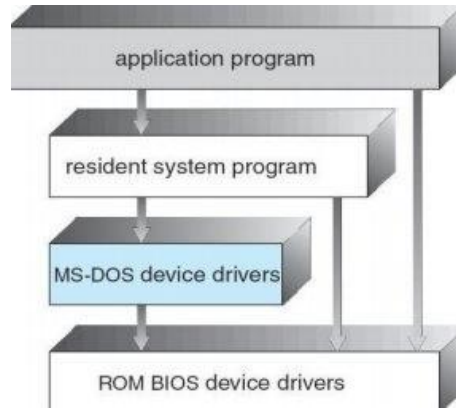 application program
resident system program
MS-DOS device drivers
ROM BIOS device drivers